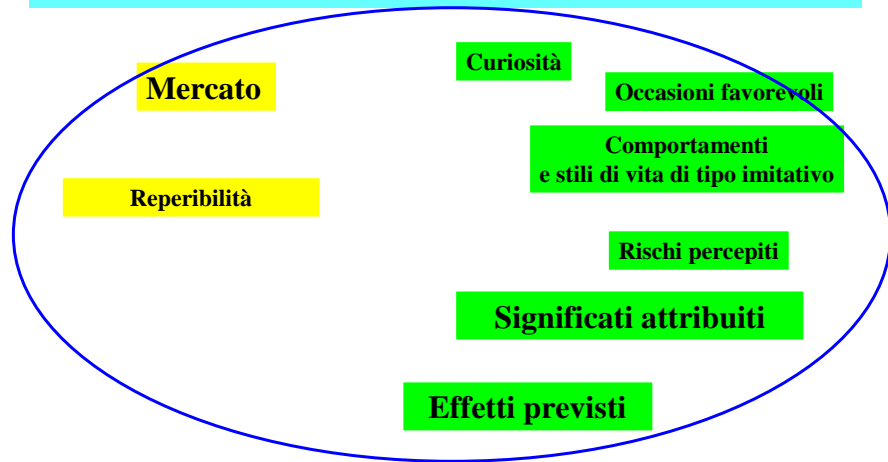 Curiosità
Mercato
Occasioni favorevoli
Comportamenti
e stili di vita di tipo imitativo
Reperibilità
Rischi percepiti
Significati attribuiti
Effetti previsti